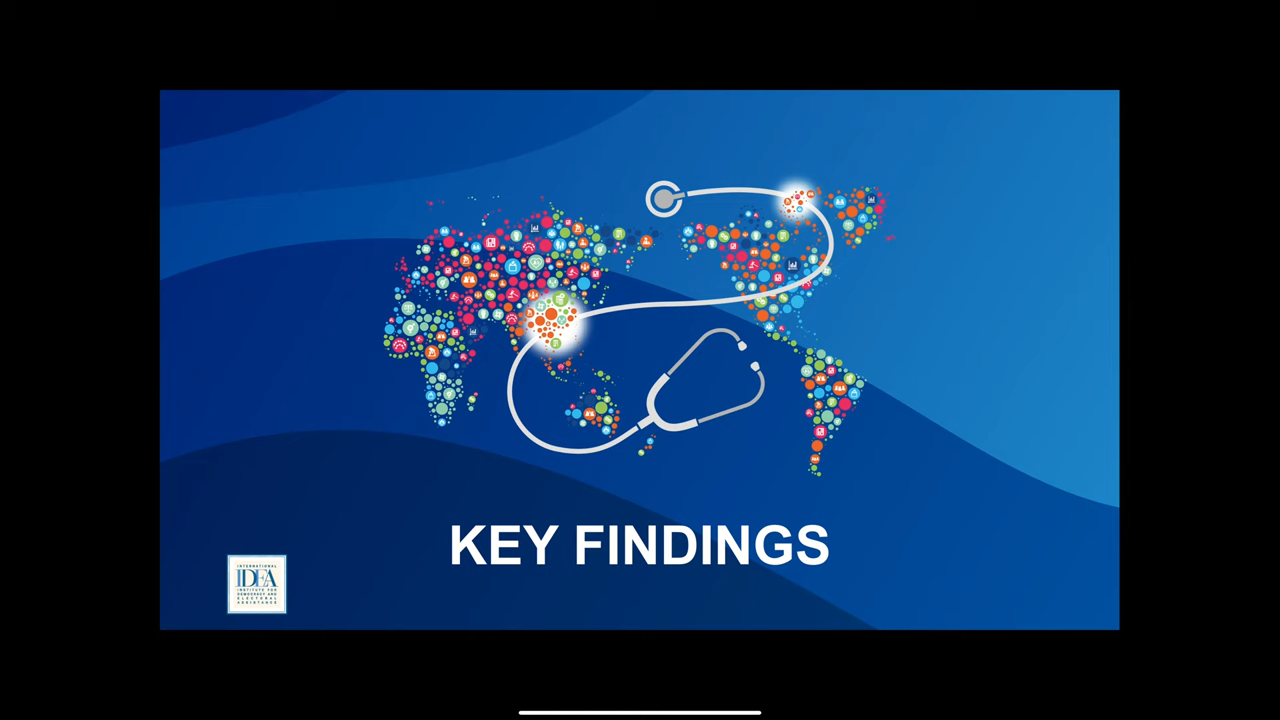 KEY FINDINGS
INTERNATIONAL
IDEA
INSTITUTE FOR
DEMOCRACY AND
ELECTORAL
ASSISTANCE